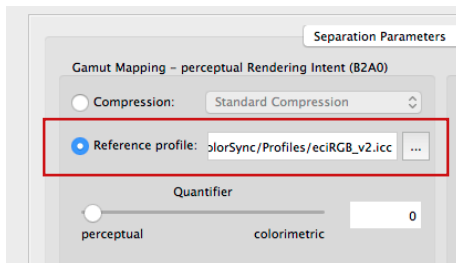 Separation Parameters
Gamut Mapping – perceptual Rendering Intent (B2A0)
Compression: Standard Compression
Reference profile: olorSync/Profiles/eciRGB_v2.icc ...
Quantifier
0
perceptual colorimetric